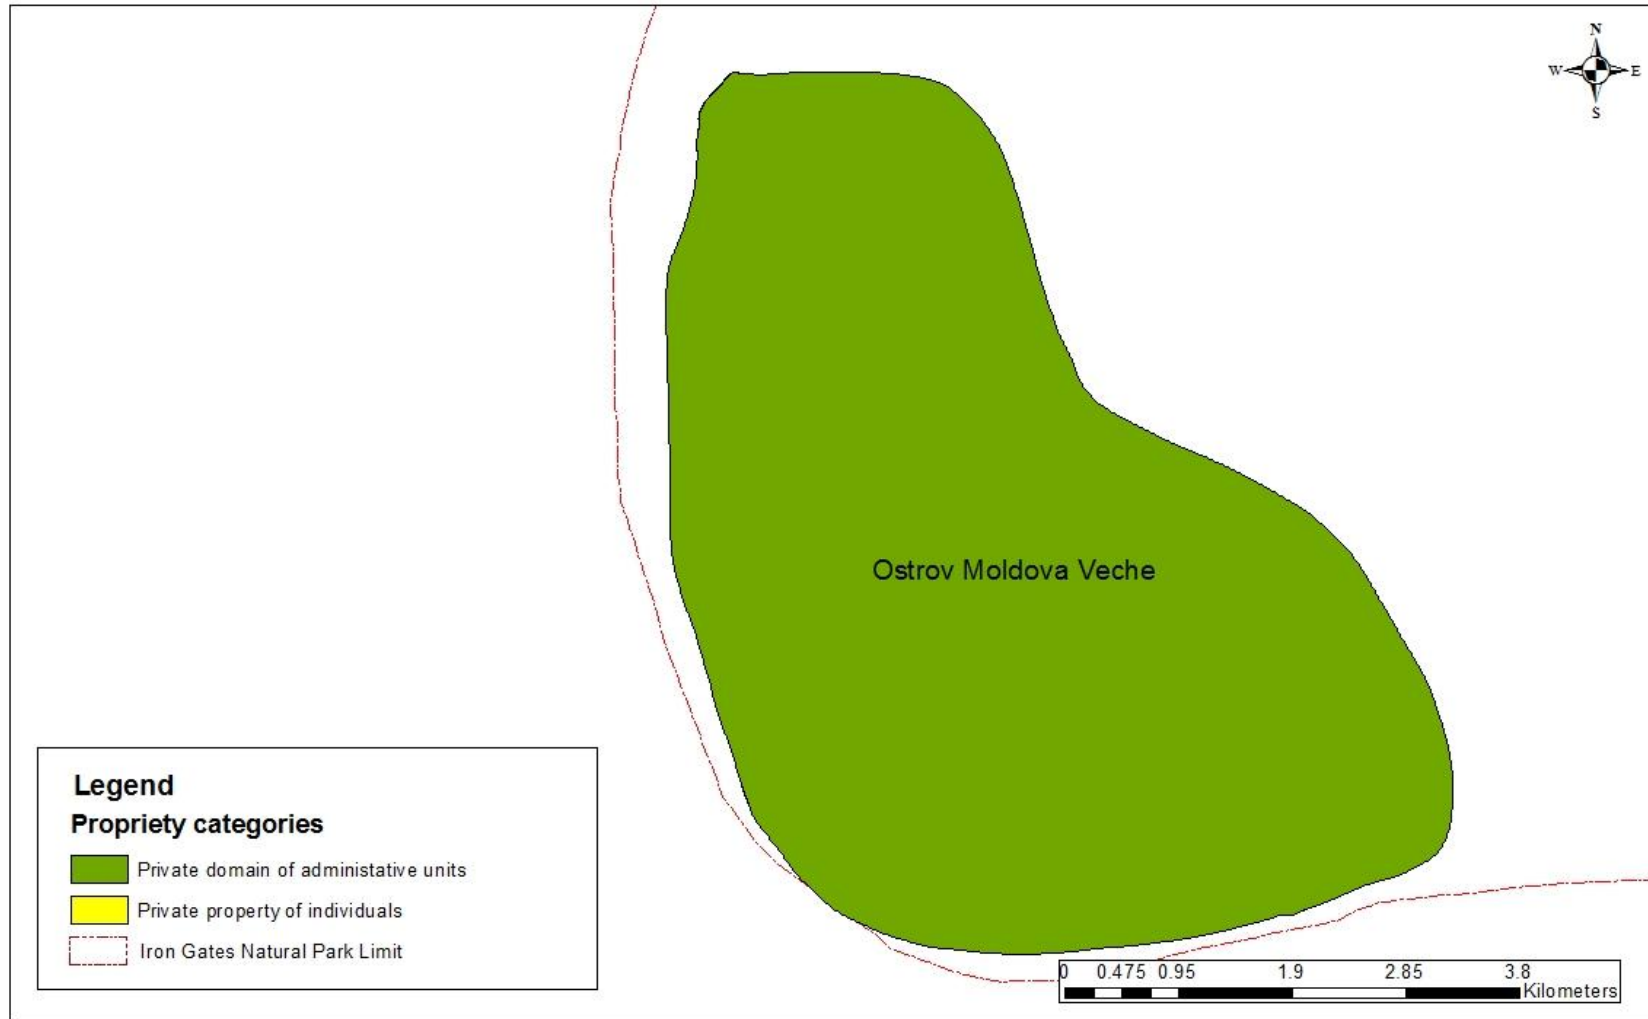 N
W E
S
Ostrov Moldova Veche
Legend
Propriety categories
Private domain of administative units
Private property of individuals
Iron Gates Natural Park Limit
0 0.475 0.95 1.9 2.85 3.8
Kilometers